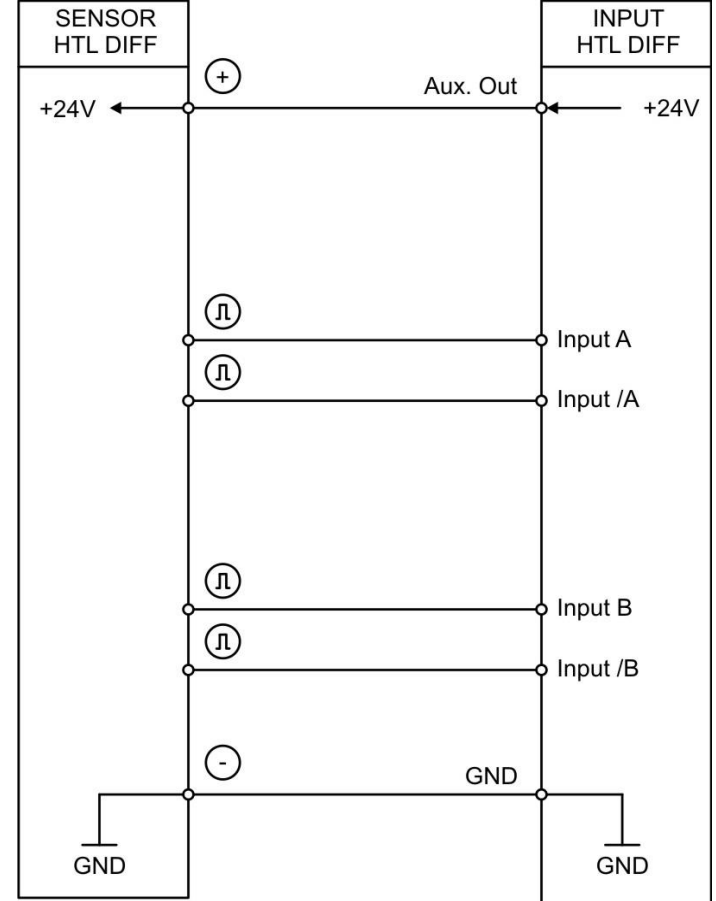 SENSOR
HTL DIFF
INPUT
HTL DIFF
+
Aux. Out
+24V
+24V
Input A
Input /A
Input B
Input /B
-
GND
GND
GND